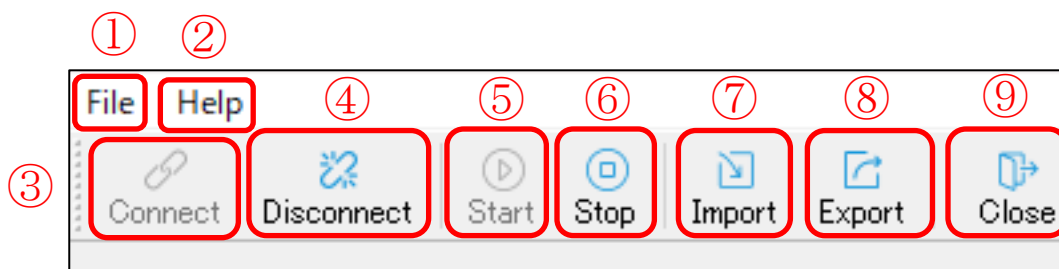 ① ②
File Help ④ ⑤ ⑥ ⑦ ⑧ ⑨
③ Connect Disconnect Start Stop Import Export Close